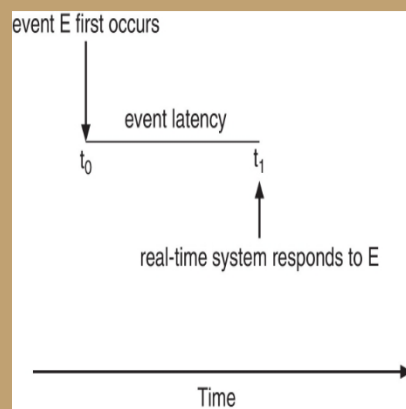 event E first occurs
event latency
t₀
t₁
real-time system responds to E
Time